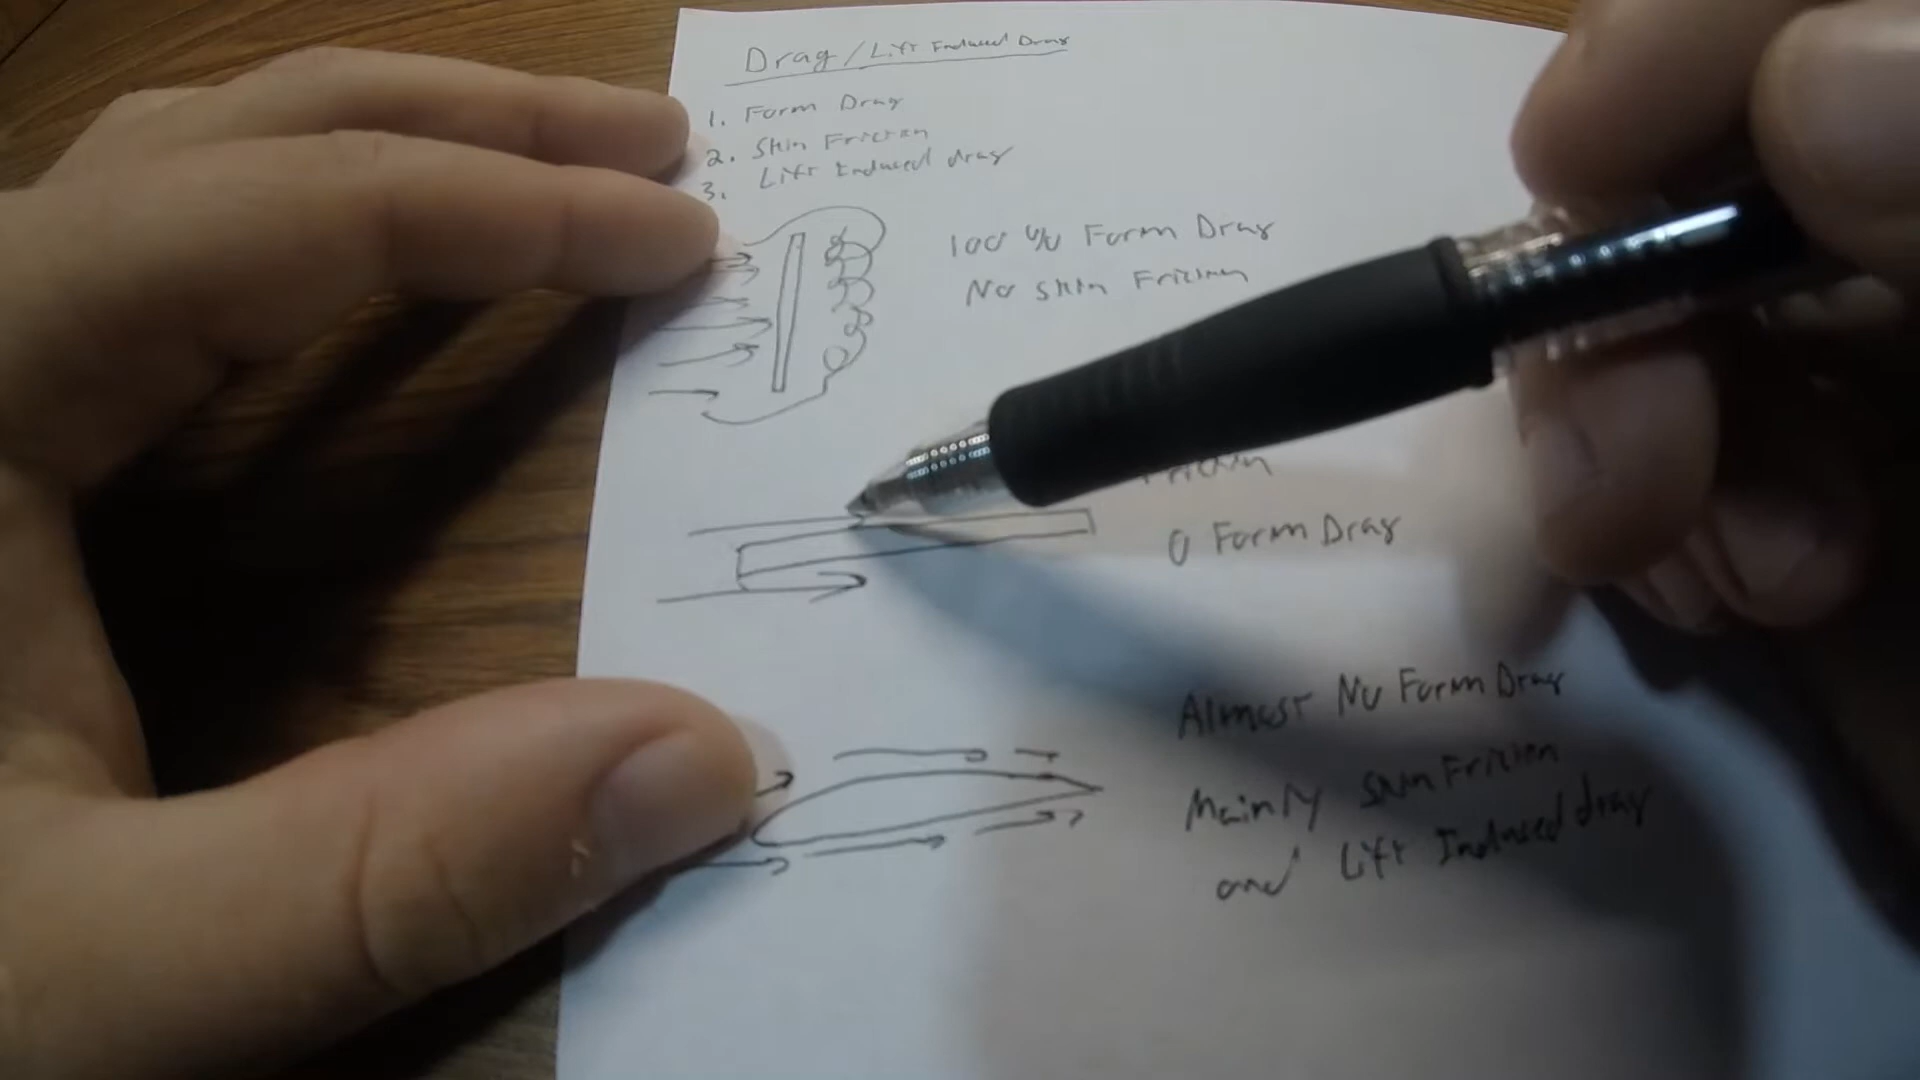 Drag / Lift Induced Drag
1. Form Drag
2. Skin Friction
3. Lift Induced drag
100 % Form Drag
No Skin Friction
Friction
0 Form Drag
Almost No Form Drag
Mainly Skin Friction
and Lift Induced drag